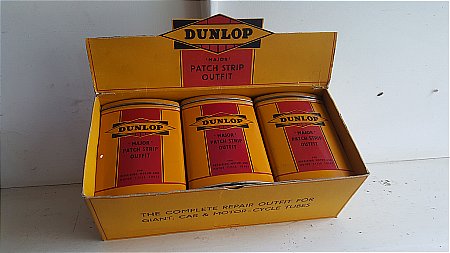 DUNLOP
"MAJOR"
PATCH STRIP
OUTFIT
DUNLOP
"MAJOR"
PATCH STRIP
OUTFIT
DUNLOP
"MAJOR"
PATCH STRIP
OUTFIT
DUNLOP
"MAJOR"
PATCH STRIP
OUTFIT
THE COMPLETE REPAIR OUTFIT FOR
GIANT, CAR & MOTOR-CYCLE TUBES